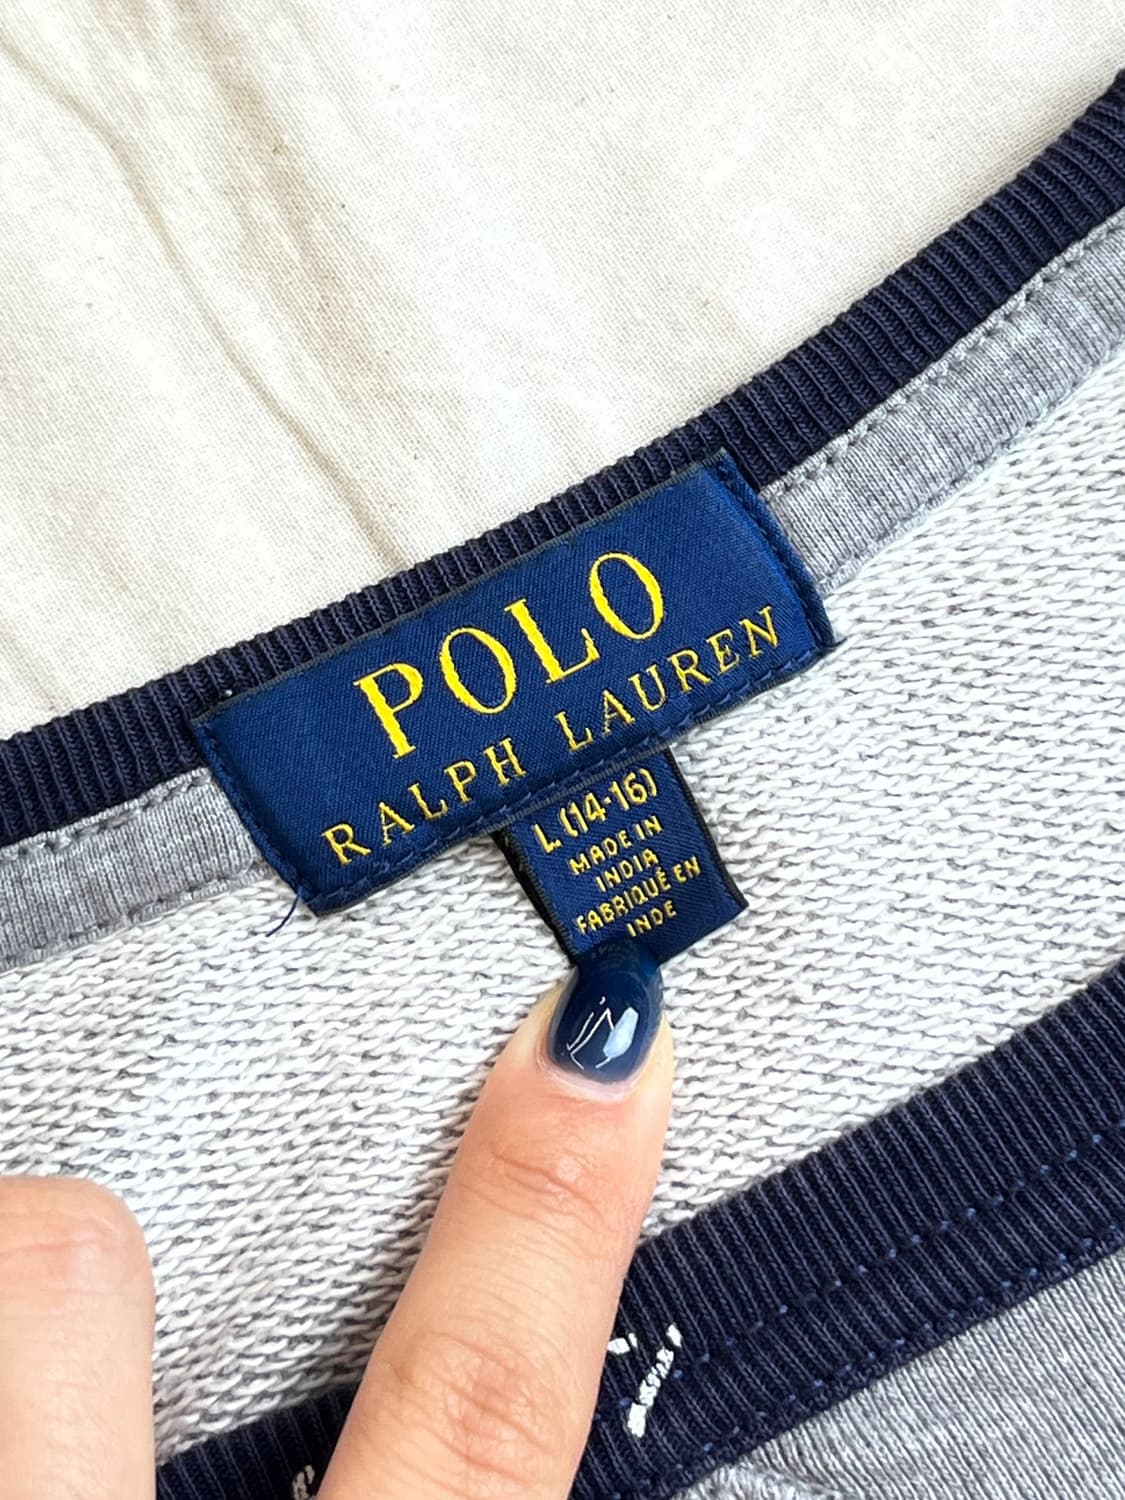 POLO
RALPH LAUREN
L (14-16)
MADE IN
INDIA
FABRIQUÉ EN
INDE